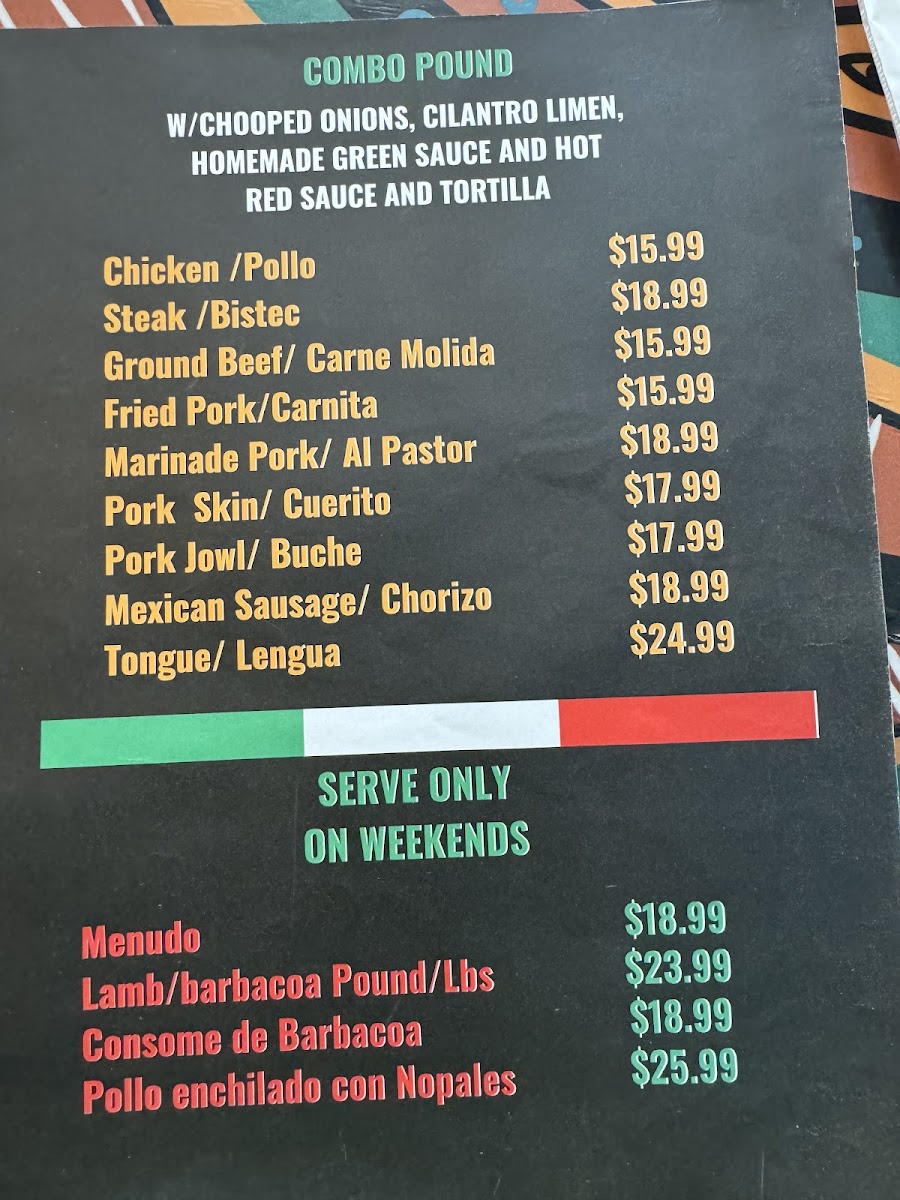 COMBO POUND
W/CHOOPED ONIONS, CILANTRO LIMEN,
HOMEMADE GREEN SAUCE AND HOT
RED SAUCE AND TORTILLA
Chicken /Pollo $15.99
Steak /Bistec $18.99
Ground Beef/ Carne Molida $15.99
Fried Pork/Carnita $15.99
Marinade Pork/ Al Pastor $18.99
Pork Skin/ Cuerito $17.99
Pork Jowl/ Buche $17.99
Mexican Sausage/ Chorizo $18.99
Tongue/ Lengua $24.99
SERVE ONLY
ON WEEKENDS
Menudo $18.99
Lamb/barbacoa Pound/Lbs $23.99
Consome de Barbacoa $18.99
Pollo enchilado con Nopales $25.99